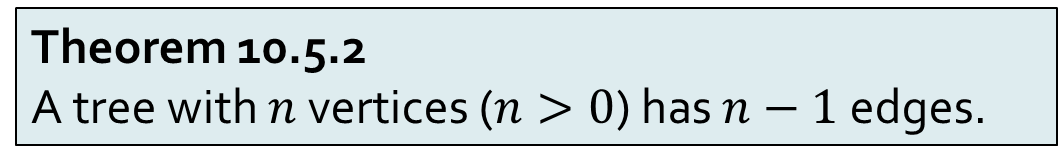 Theorem 10.5.2
A tree with n vertices (n > 0) has n − 1 edges.